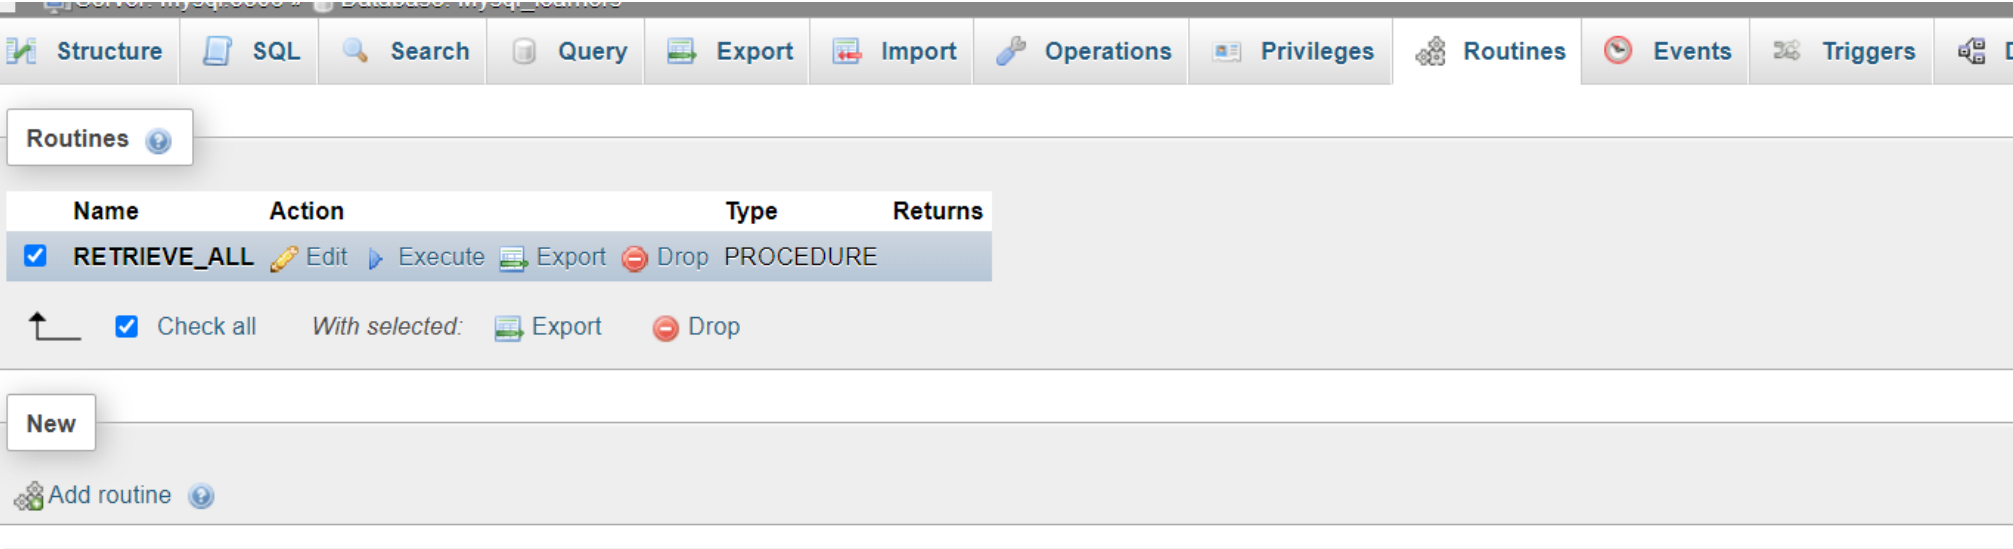 Structure SQL Search Query Export Import Operations Privileges Routines Events Triggers
Routines
Name Action Type Returns
RETRIEVE_ALL Edit Execute Export Drop PROCEDURE
Check all With selected: Export Drop
New
Add routine